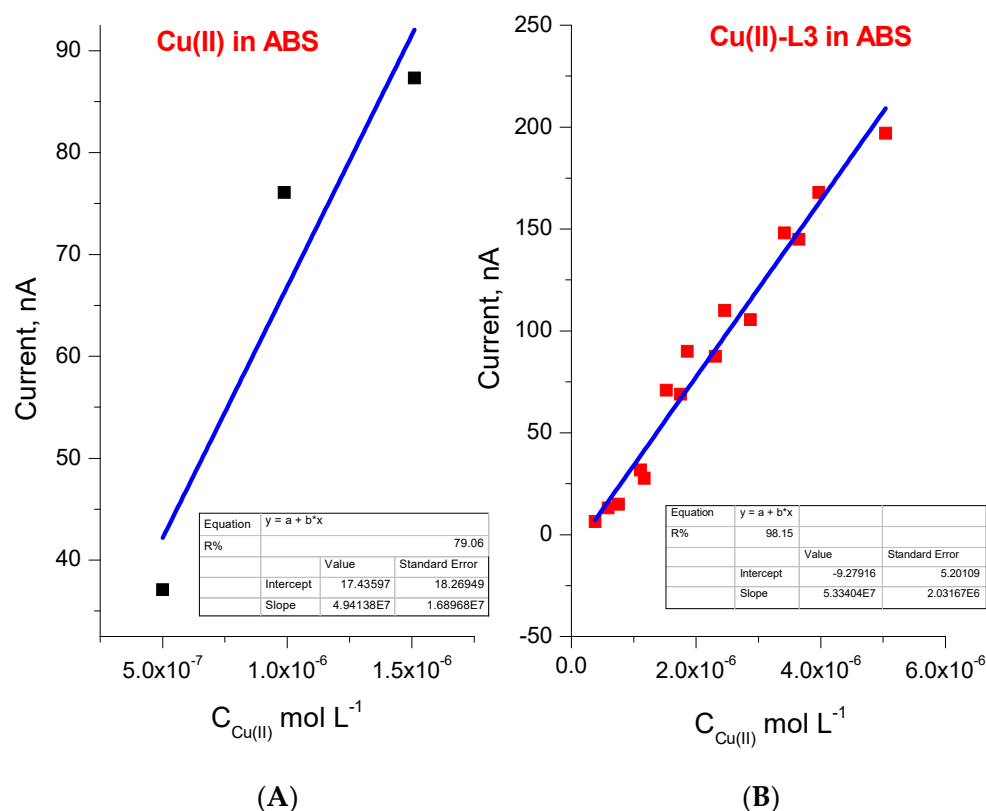 Cu(II) in ABS
90
80
70
60
50
40
Current, nA
Equation y = a + b*x
R% 79.06
Value Standard Error
Intercept 17.43597 18.26949
Slope 4.94138E7 1.68968E7
5.0x10⁻⁷ 1.0x10⁻⁶ 1.5x10⁻⁶
C_Cu(II) mol L⁻¹
(A)
Cu(II)-L3 in ABS
250
200
150
100
50
0
-50
Current, nA
Equation y = a + b*x
R% 98.15
Value Standard Error
Intercept -9.27916 5.20109
Slope 5.33404E7 2.03167E6
0.0 2.0x10⁻⁶ 4.0x10⁻⁶ 6.0x10⁻⁶
C_Cu(II) mol L⁻¹
(B)